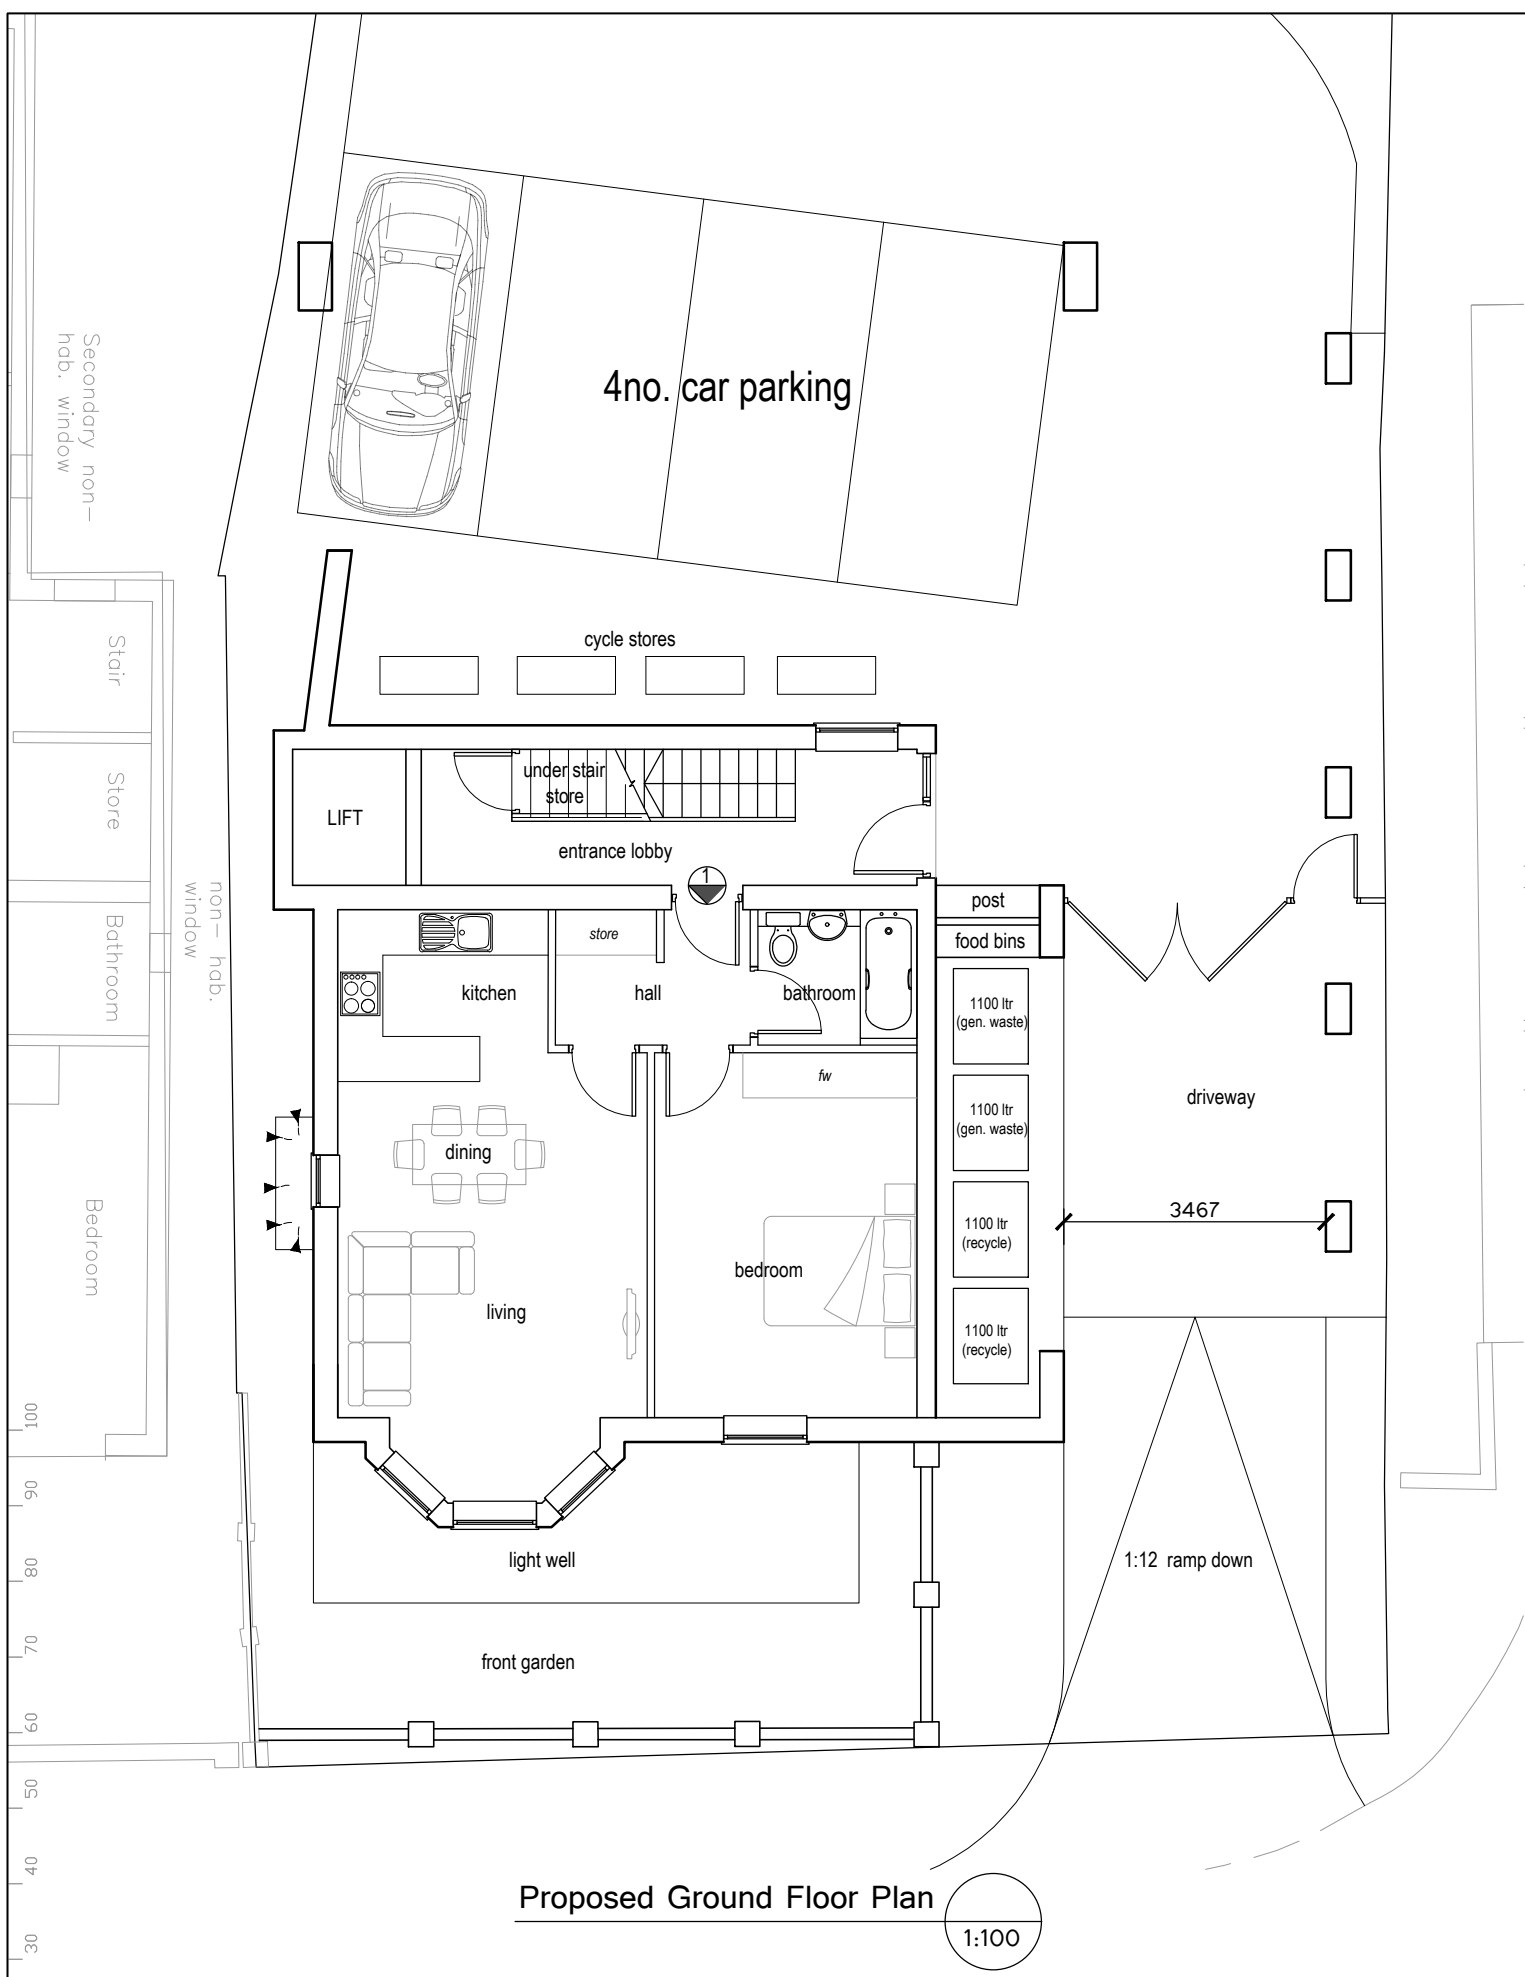 Secondary non-
hab. window
4no. car parking
cycle stores
Stair
under stair
store
LIFT
Store
entrance lobby
1
non- hab.
window
post
store
Bathroom
food bins
kitchen
hall
bathroom
1100 ltr
(gen. waste)
fw
driveway
1100 ltr
(gen. waste)
dining
3467
Bedroom
1100 ltr
(recycle)
bedroom
living
1100 ltr
(recycle)
100
90
light well
1:12 ramp down
80
70
front garden
60
50
40
Proposed Ground Floor Plan
1:100
30